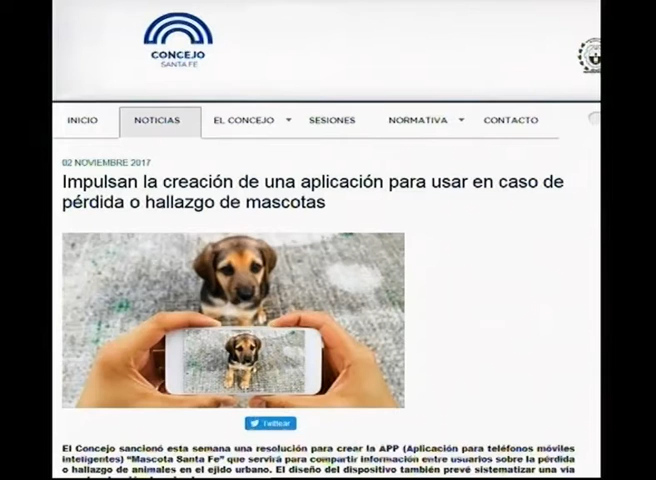 CONCEJO
SANTA FE
INICIO NOTICIAS EL CONCEJO SESIONES NORMATIVA CONTACTO
02 NOVIEMBRE 2017
Impulsan la creación de una aplicación para usar en caso de
pérdida o hallazgo de mascotas
Twittear
El Concejo sancionó esta semana una resolución para crear la APP (Aplicación para teléfonos móviles
inteligentes) "Mascota Santa Fe" que servirá para compartir información entre usuarios sobre la pérdida
o hallazgo de animales en el ejido urbano. El diseño del dispositivo también prevé sistematizar una vía